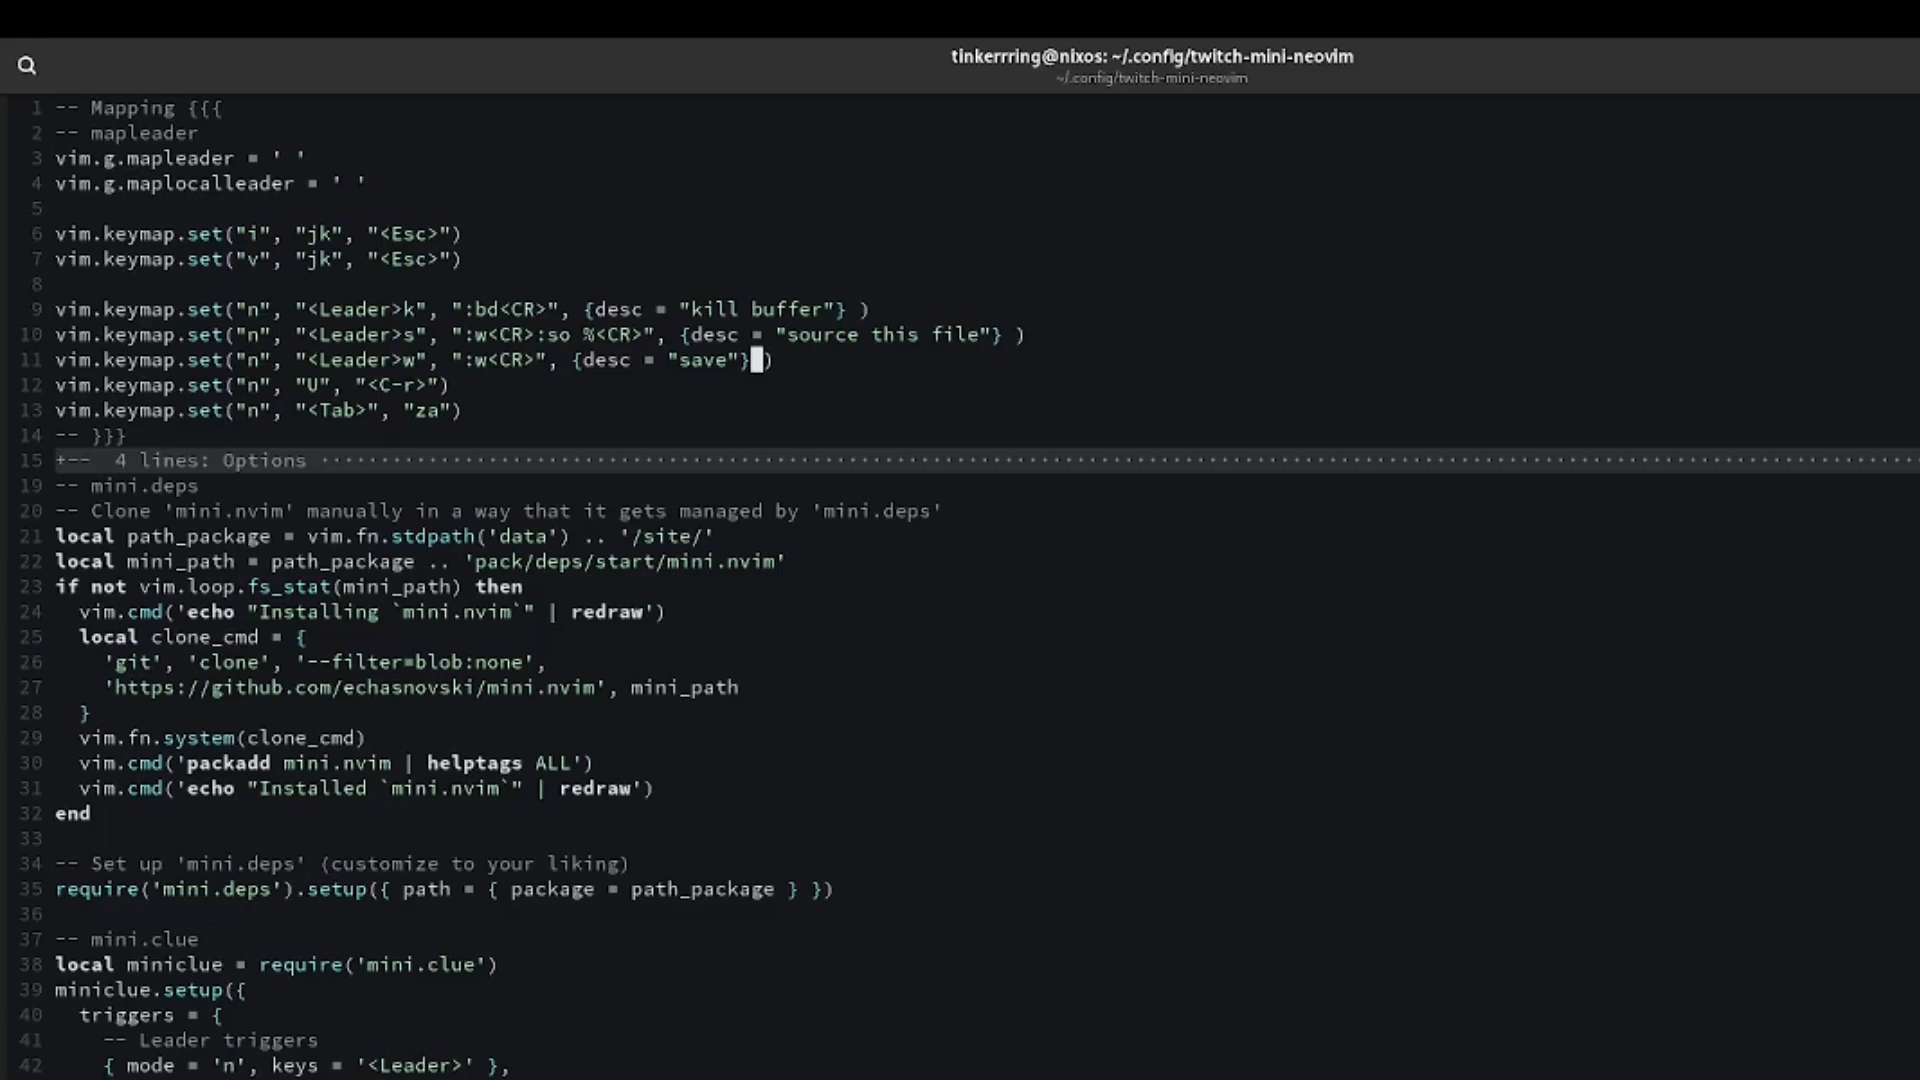 tinkerrring@nixos: ~/.config/twitch-mini-neovim
~/.config/twitch-mini-neovim
1 -- Mapping {{{
2 -- mapleader
3 vim.g.mapleader = ' '
4 vim.g.maplocalleader = ' '
5
6 vim.keymap.set("i", "jk", "<Esc>")
7 vim.keymap.set("v", "jk", "<Esc>")
8
9 vim.keymap.set("n", "<Leader>k", ":bd<CR>", {desc = "kill buffer"} )
10 vim.keymap.set("n", "<Leader>s", ":w<CR>:so %<CR>", {desc = "source this file"} )
11 vim.keymap.set("n", "<Leader>w", ":w<CR>", {desc = "save"} )
12 vim.keymap.set("n", "U", "<C-r>")
13 vim.keymap.set("n", "<Tab>", "za")
14 -- }}}
15 +--  4 lines: Options ································································
19 -- mini.deps
20 -- Clone 'mini.nvim' manually in a way that it gets managed by 'mini.deps'
21 local path_package = vim.fn.stdpath('data') .. '/site/'
22 local mini_path = path_package .. 'pack/deps/start/mini.nvim'
23 if not vim.loop.fs_stat(mini_path) then
24   vim.cmd('echo "Installing `mini.nvim`" | redraw')
25   local clone_cmd = {
26     'git', 'clone', '--filter=blob:none',
27     'https://github.com/echasnovski/mini.nvim', mini_path
28   }
29   vim.fn.system(clone_cmd)
30   vim.cmd('packadd mini.nvim | helptags ALL')
31   vim.cmd('echo "Installed `mini.nvim`" | redraw')
32 end
33
34 -- Set up 'mini.deps' (customize to your liking)
35 require('mini.deps').setup({ path = { package = path_package } })
36
37 -- mini.clue
38 local miniclue = require('mini.clue')
39 miniclue.setup({
40   triggers = {
41     -- Leader triggers
42     { mode = 'n', keys = '<Leader>' },